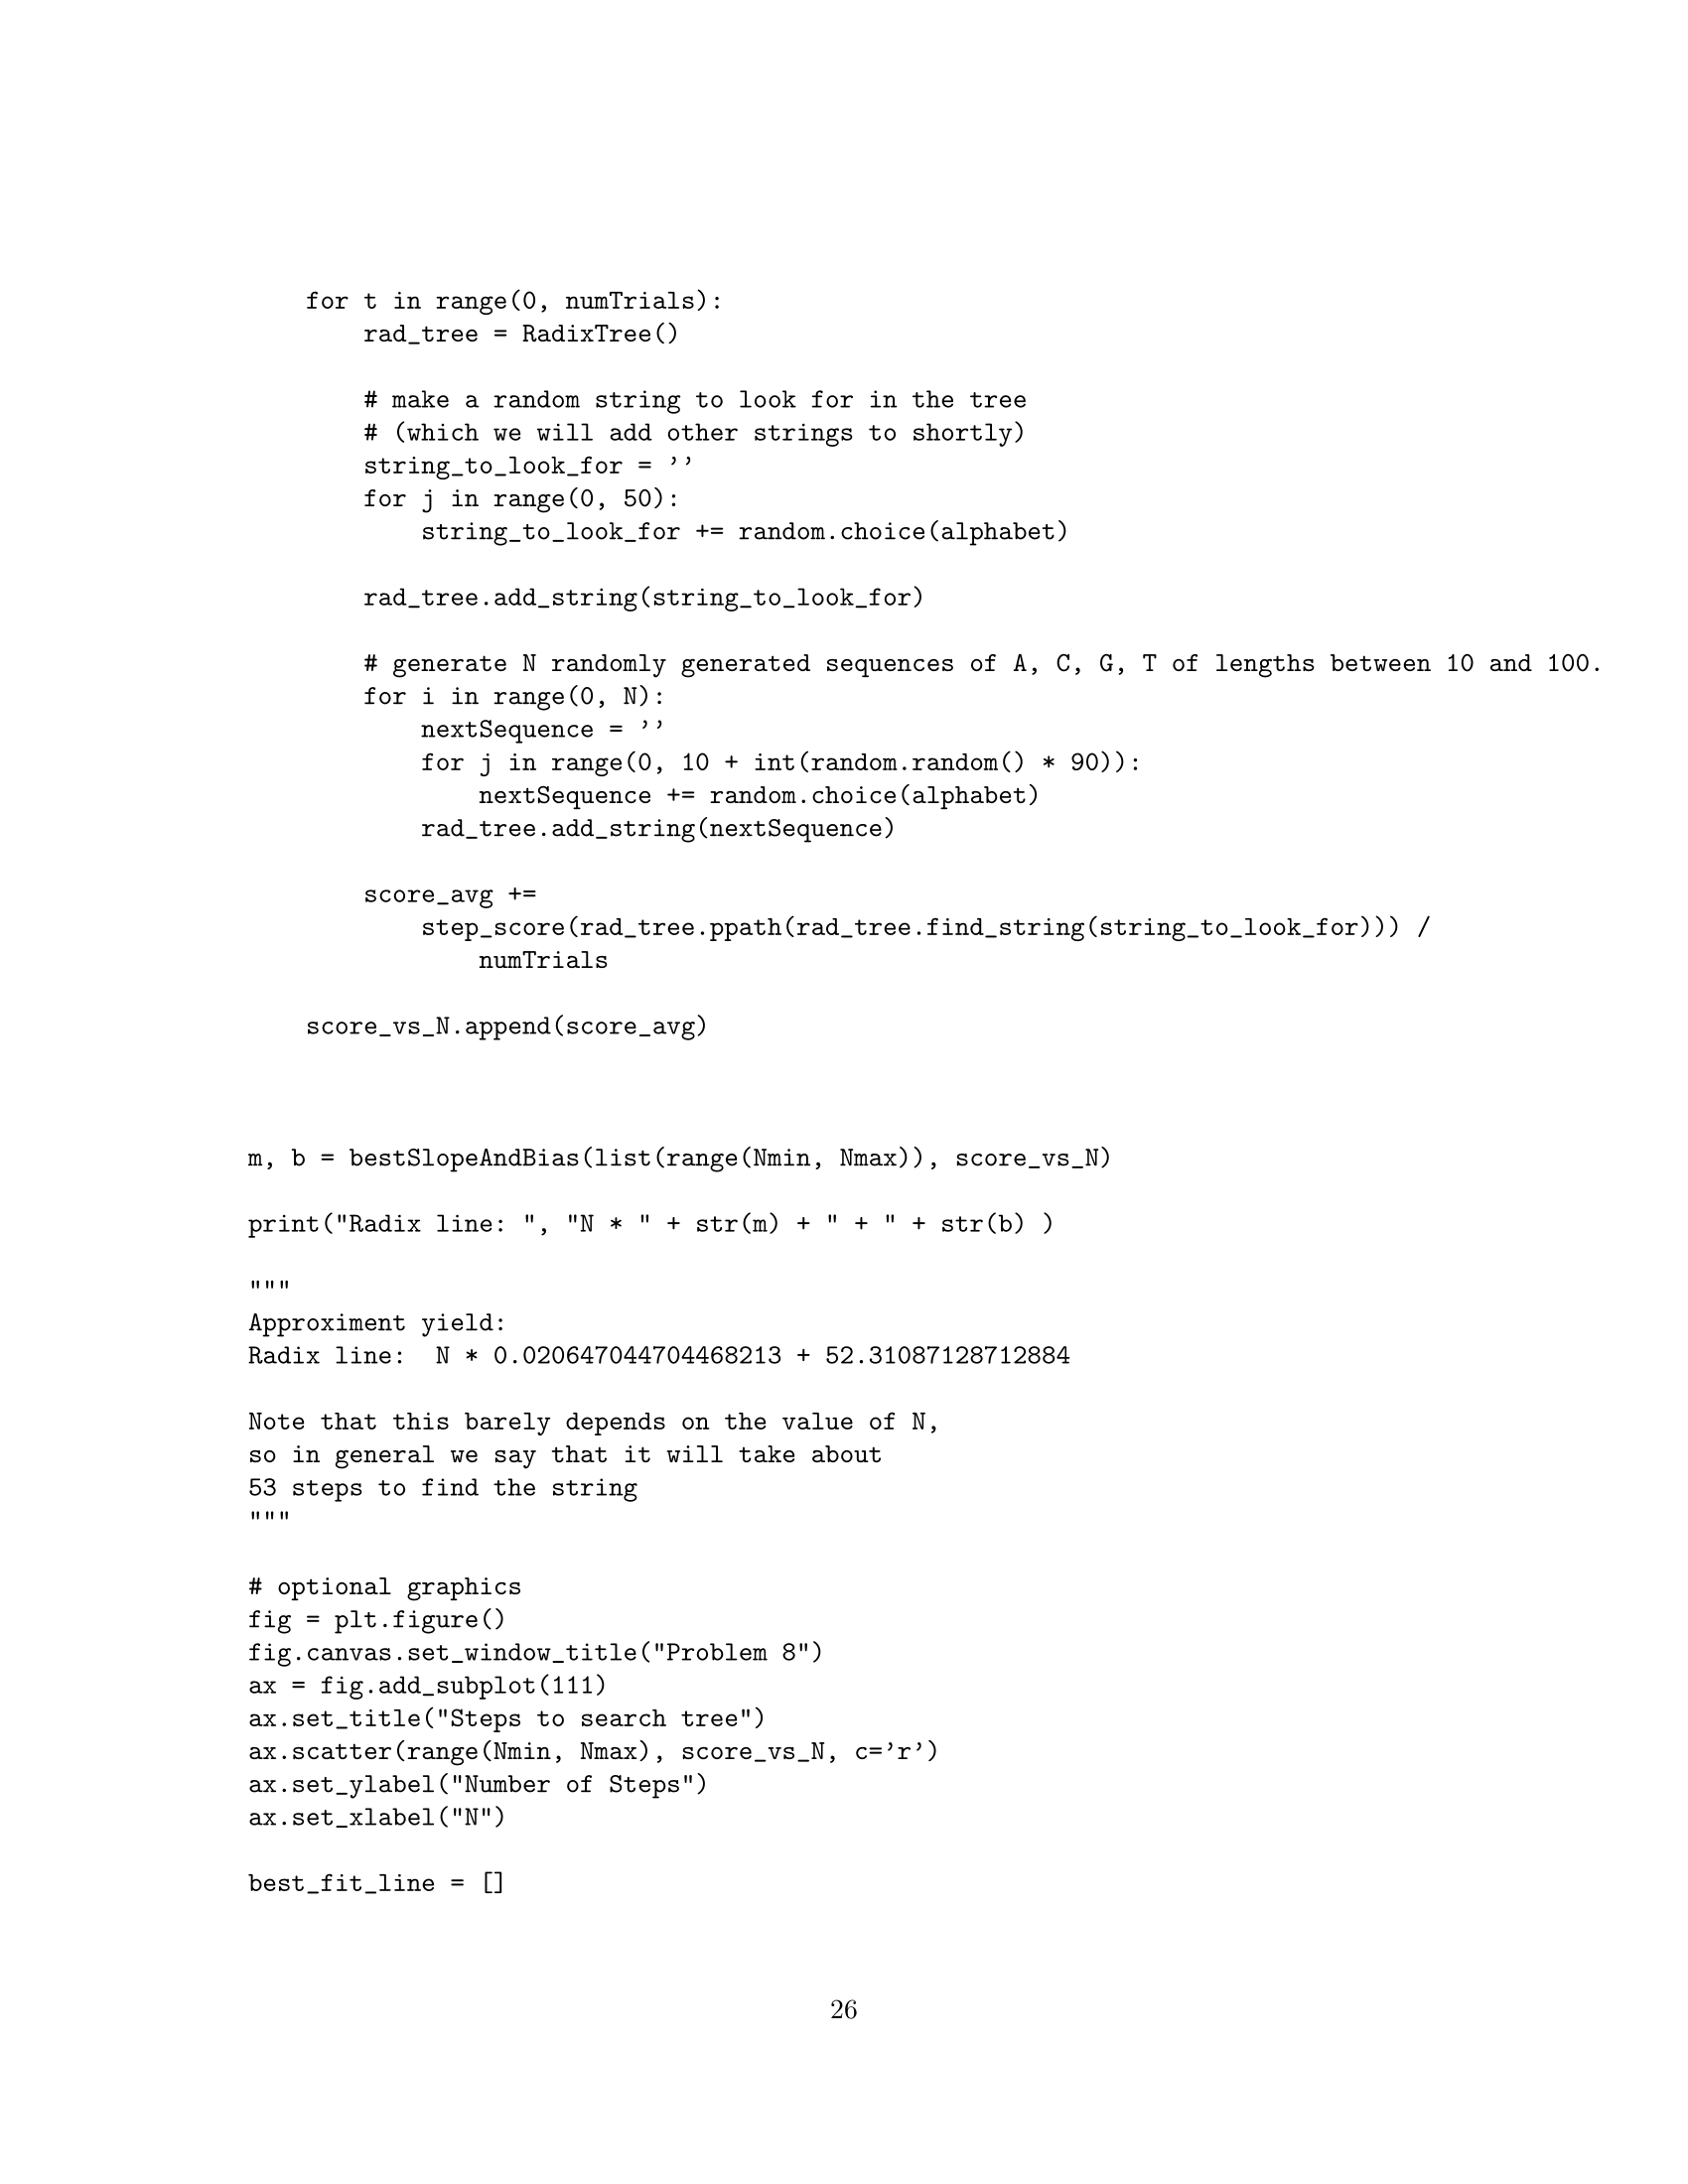 for t in range(0, numTrials):
        rad_tree = RadixTree()

        # make a random string to look for in the tree
        # (which we will add other strings to shortly)
        string_to_look_for = ’’
        for j in range(0, 50):
            string_to_look_for += random.choice(alphabet)

        rad_tree.add_string(string_to_look_for)

        # generate N randomly generated sequences of A, C, G, T of lengths between 10 and 100.
        for i in range(0, N):
            nextSequence = ’’
            for j in range(0, 10 + int(random.random() * 90)):
                nextSequence += random.choice(alphabet)
            rad_tree.add_string(nextSequence)

        score_avg +=
            step_score(rad_tree.ppath(rad_tree.find_string(string_to_look_for))) /
                numTrials

    score_vs_N.append(score_avg)

m, b = bestSlopeAndBias(list(range(Nmin, Nmax)), score_vs_N)

print("Radix line: ", "N * " + str(m) + " + " + str(b) )

"""
Approximent yield:
Radix line:  N * 0.020647044704468213 + 52.31087128712884

Note that this barely depends on the value of N,
so in general we say that it will take about
53 steps to find the string
"""

# optional graphics
fig = plt.figure()
fig.canvas.set_window_title("Problem 8")
ax = fig.add_subplot(111)
ax.set_title("Steps to search tree")
ax.scatter(range(Nmin, Nmax), score_vs_N, c=’r’)
ax.set_ylabel("Number of Steps")
ax.set_xlabel("N")

best_fit_line = []

26